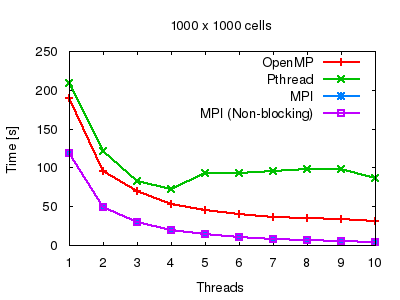 1000 x 1000 cells
250
200
150
100
50
0
Time [s]
OpenMP
Pthread
MPI
MPI (Non-blocking)
1 2 3 4 5 6 7 8 9 10
Threads